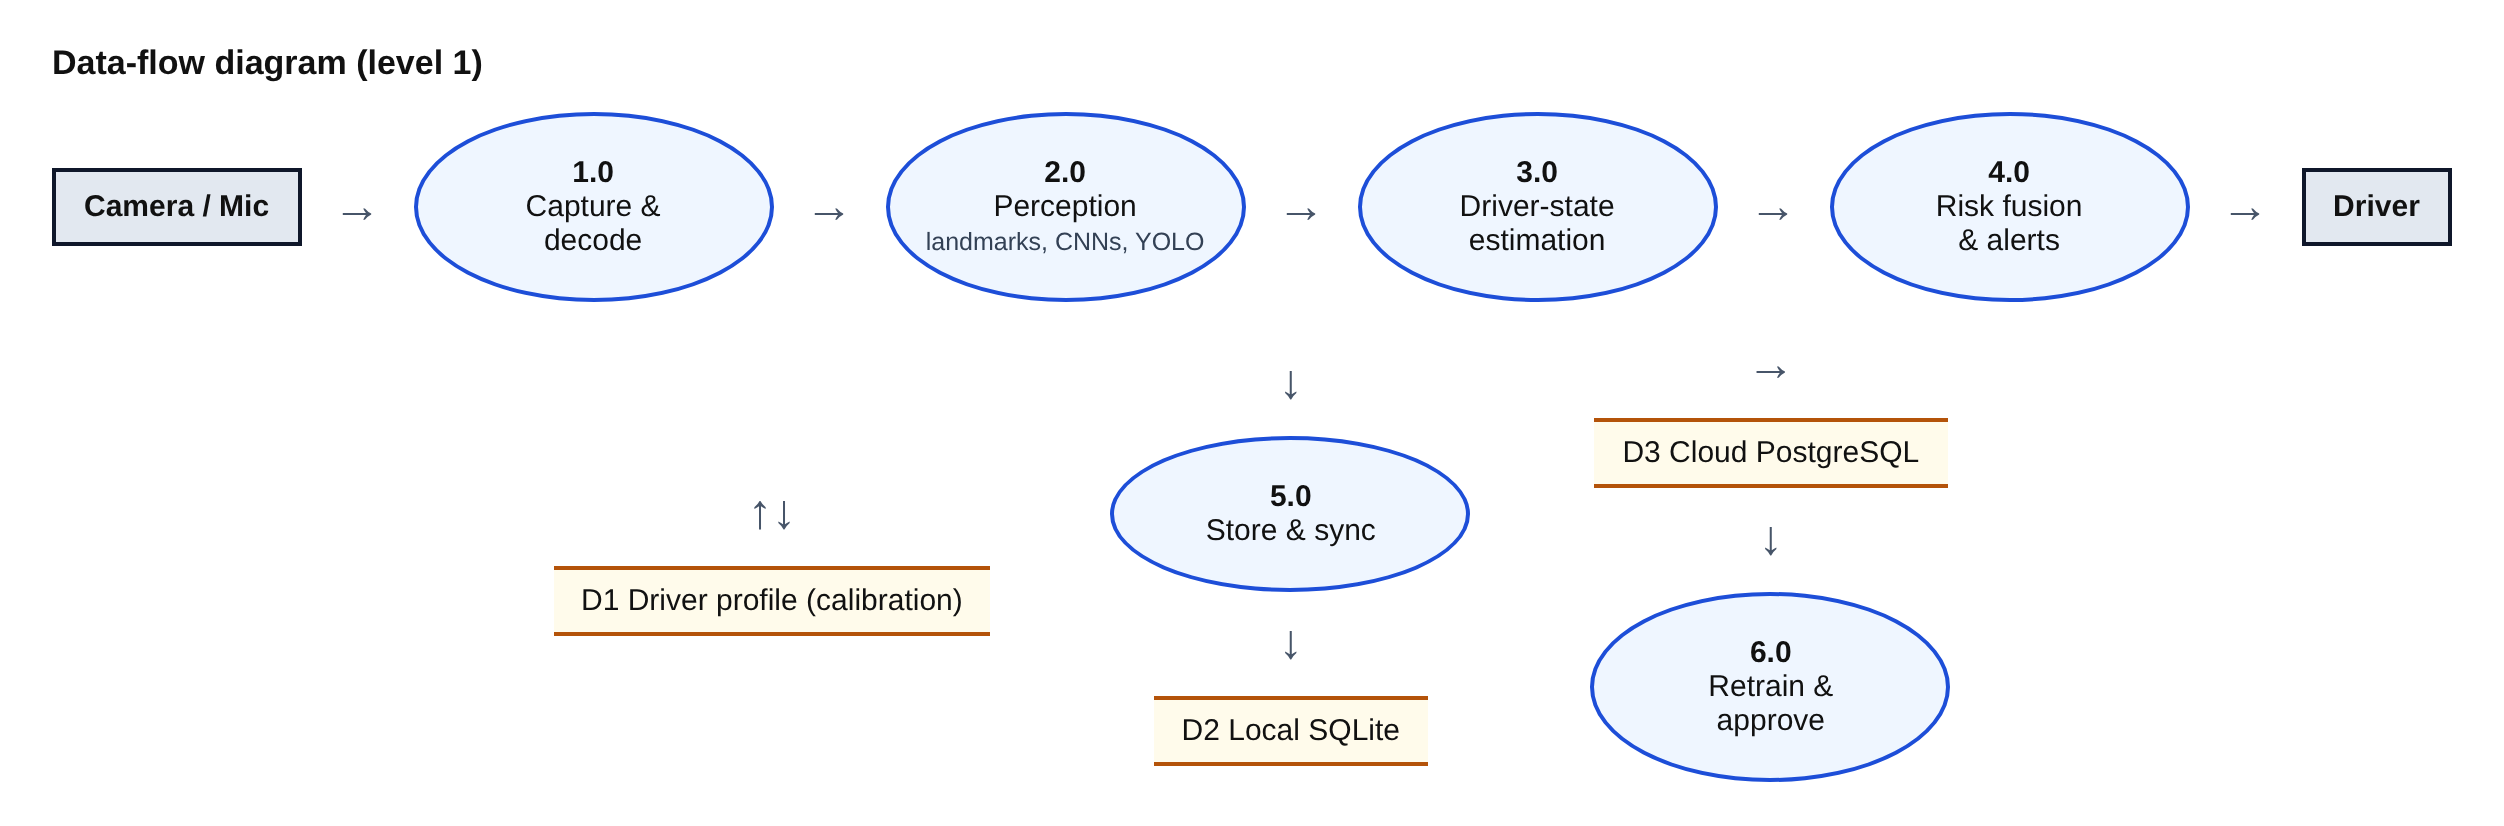 Data-flow diagram (level 1)
Camera / Mic
→
1.0
Capture &
decode
→
2.0
Perception
landmarks, CNNs, YOLO
→
3.0
Driver-state
estimation
→
4.0
Risk fusion
& alerts
→
Driver
↑↓
D1 Driver profile (calibration)
↓
5.0
Store & sync
↓
D2 Local SQLite
→
D3 Cloud PostgreSQL
↓
6.0
Retrain &
approve